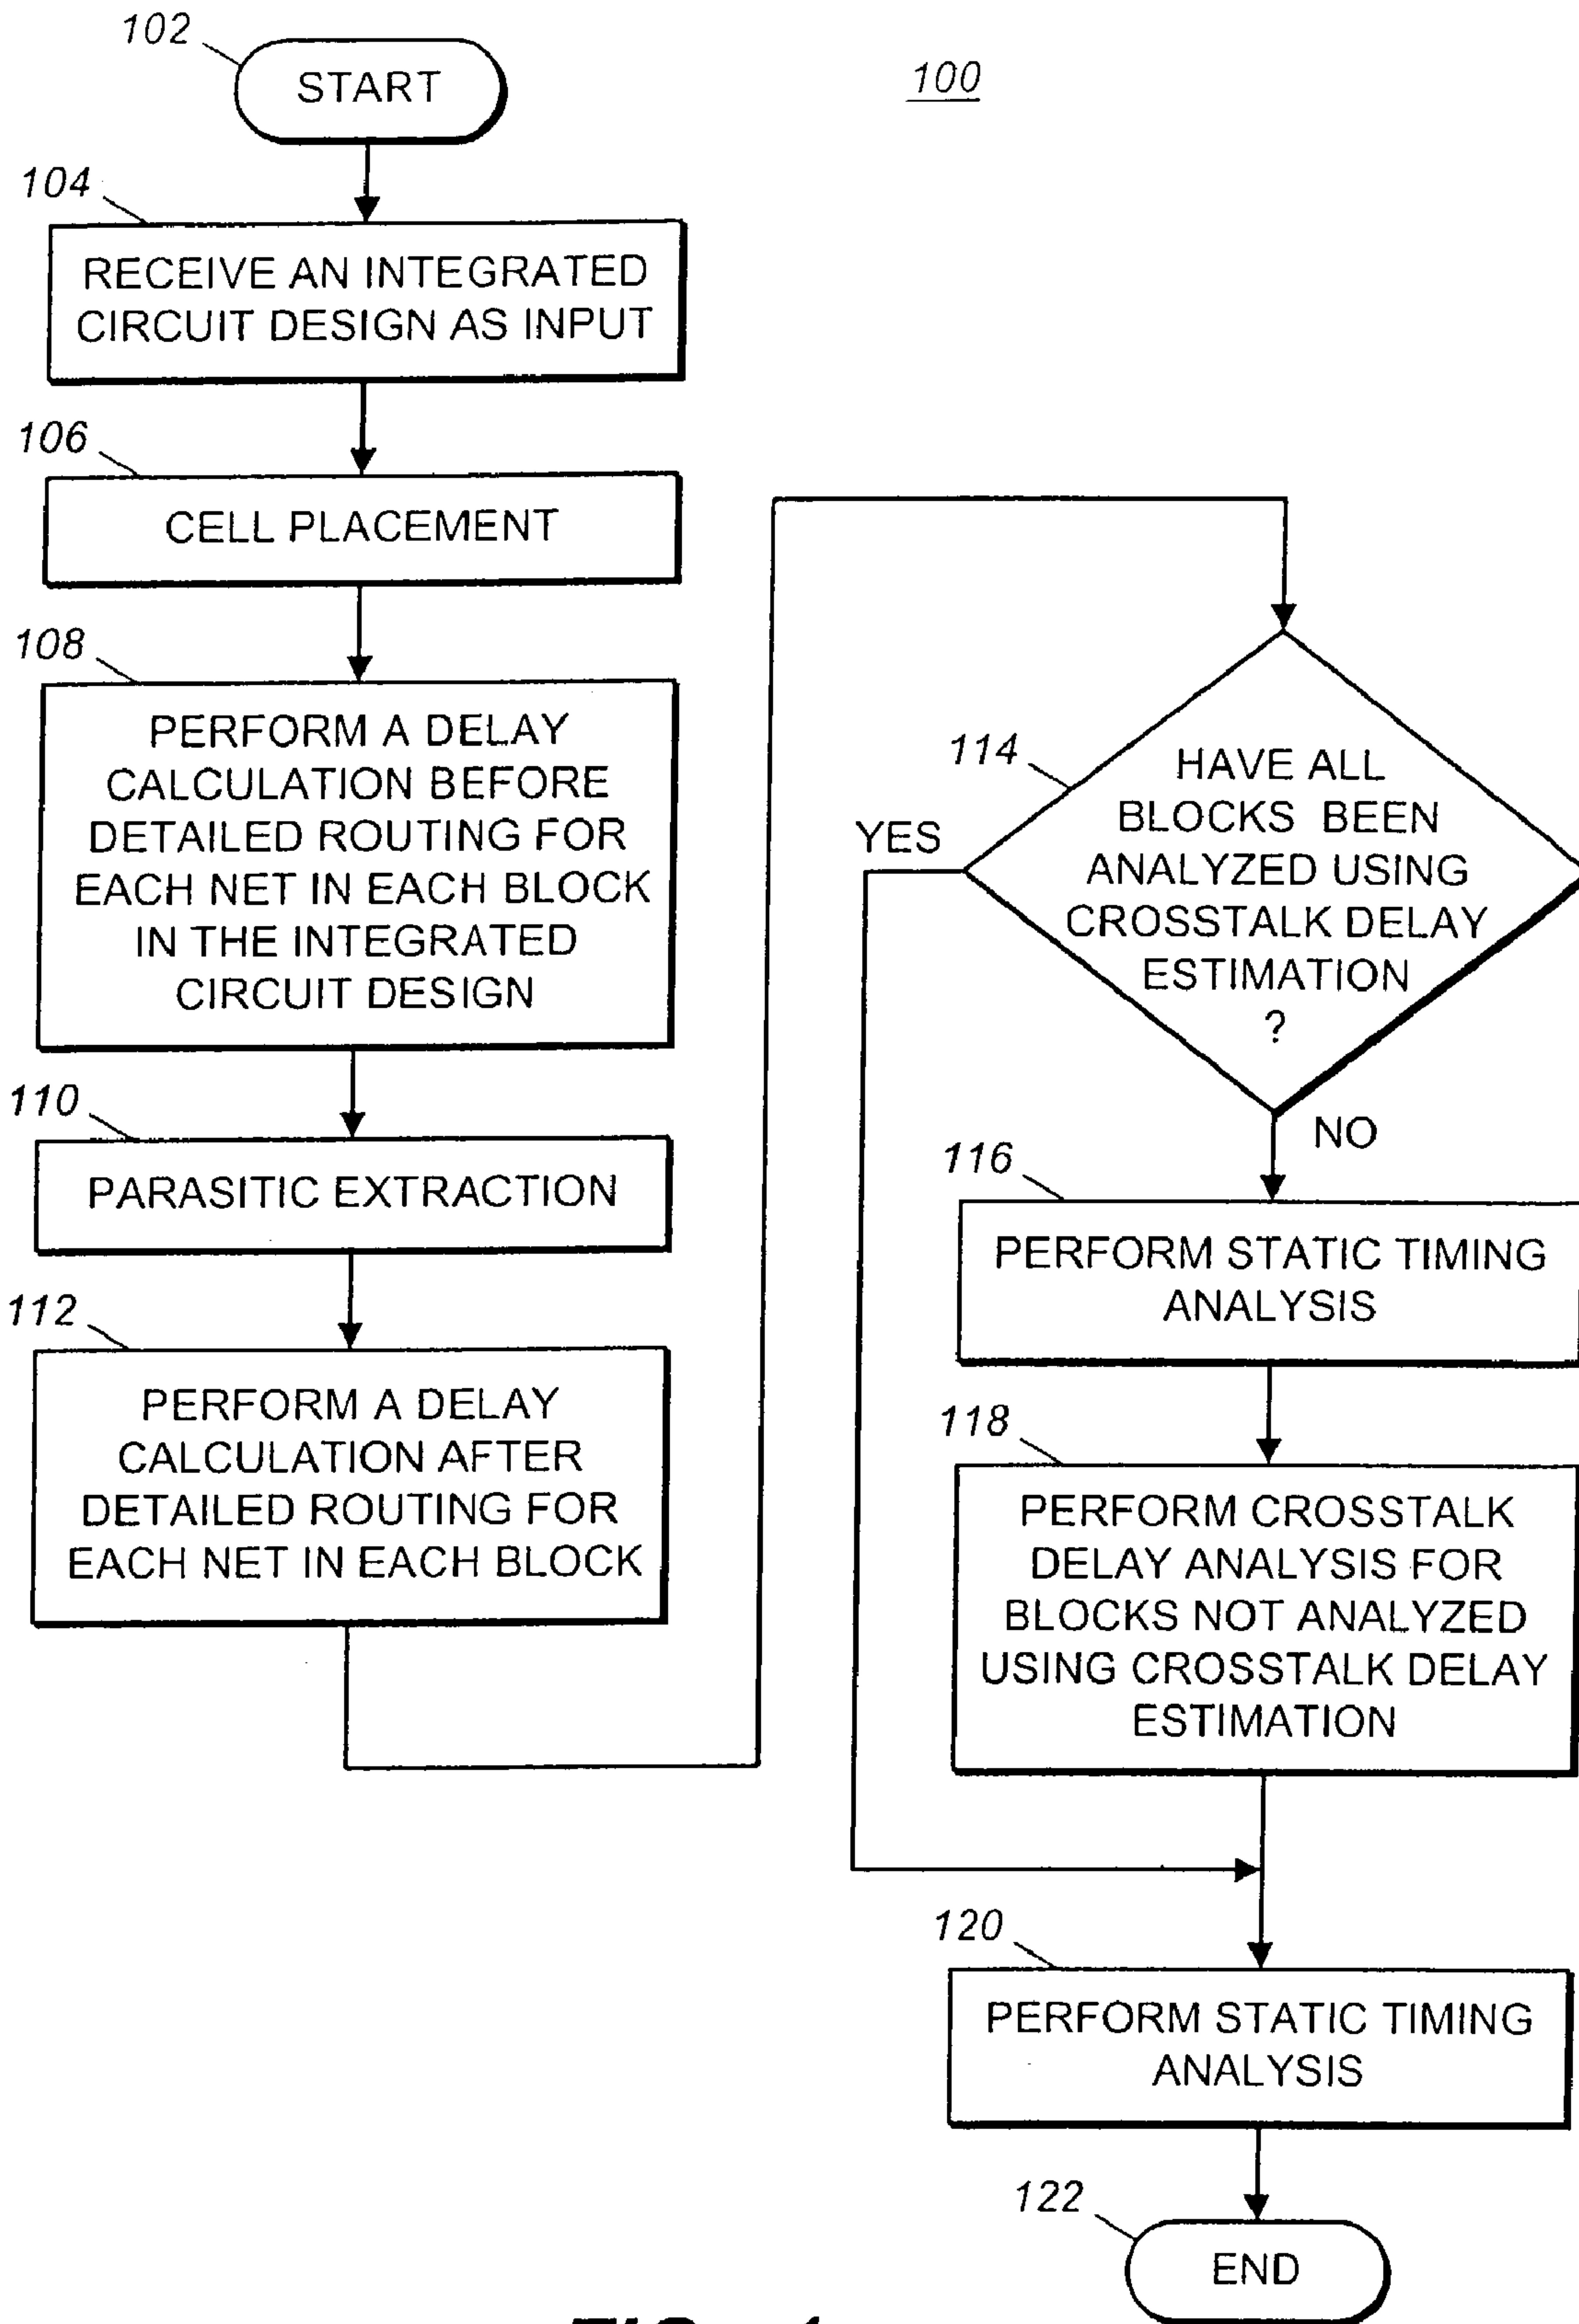 102
START
100
104
RECEIVE AN INTEGRATED
CIRCUIT DESIGN AS INPUT
106
CELL PLACEMENT
108
PERFORM A DELAY
CALCULATION BEFORE
DETAILED ROUTING FOR
EACH NET IN EACH BLOCK
IN THE INTEGRATED
CIRCUIT DESIGN
110
PARASITIC EXTRACTION
112
PERFORM A DELAY
CALCULATION AFTER
DETAILED ROUTING FOR
EACH NET IN EACH BLOCK
114
HAVE ALL
BLOCKS BEEN
ANALYZED USING
CROSSTALK DELAY
ESTIMATION
?
YES
NO
116
PERFORM STATIC TIMING
ANALYSIS
118
PERFORM CROSSTALK
DELAY ANALYSIS FOR
BLOCKS NOT ANALYZED
USING CROSSTALK DELAY
ESTIMATION
120
PERFORM STATIC TIMING
ANALYSIS
122
END